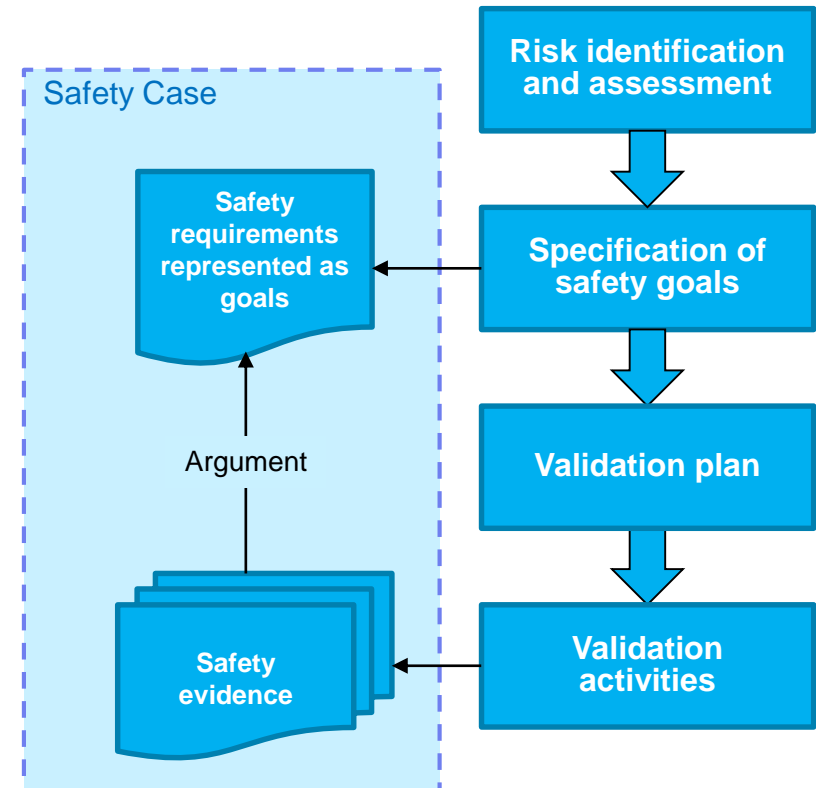 Risk identification
and assessment
Safety Case
Safety
requirements
represented as
goals
Specification of
safety goals
Argument
Validation plan
Safety
evidence
Validation
activities